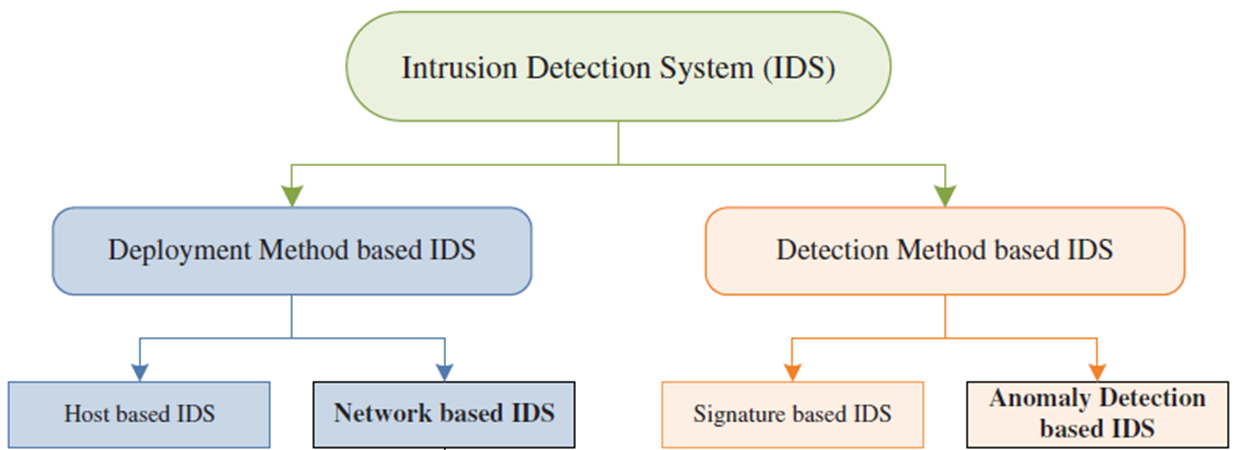 Intrusion Detection System (IDS)
Deployment Method based IDS
Detection Method based IDS
Host based IDS
Network based IDS
Signature based IDS
Anomaly Detection
based IDS